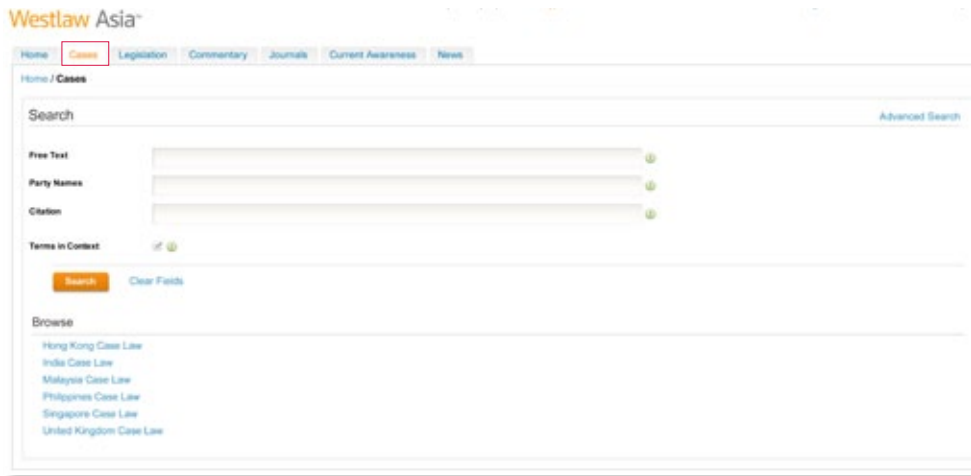 Westlaw Asia™
Home Cases Legislation Commentary Journals Current Awareness News
Home / Cases
Search Advanced Search
Free Text
Party Names
Citation
Terms in Context
Search Clear Fields
Browse
Hong Kong Case Law
India Case Law
Malaysia Case Law
Philippines Case Law
Singapore Case Law
United Kingdom Case Law